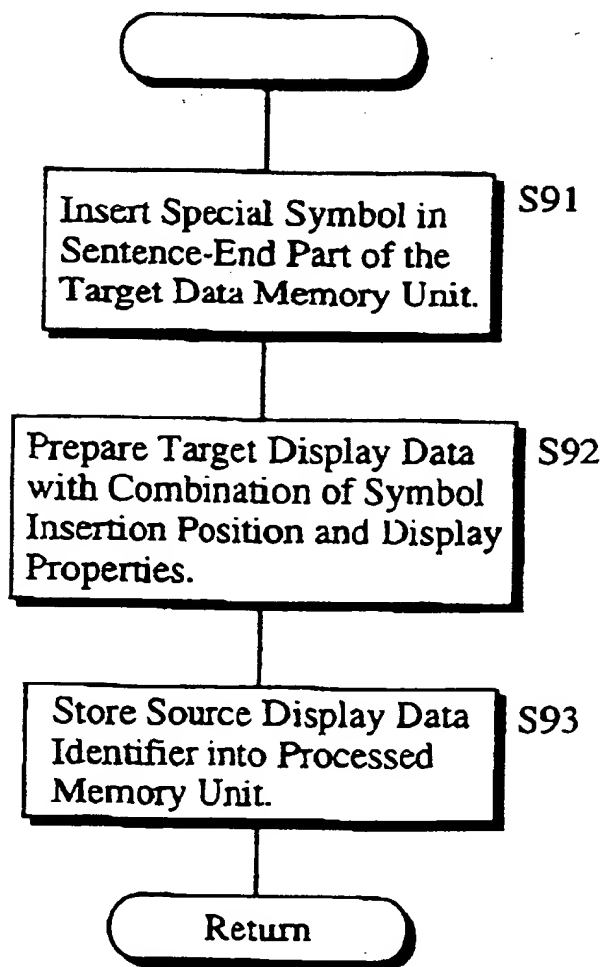 S91
Insert Special Symbol in
Sentence-End Part of the
Target Data Memory Unit.
S92
Prepare Target Display Data
with Combination of Symbol
Insertion Position and Display
Properties.
S93
Store Source Display Data
Identifier into Processed
Memory Unit.
Return